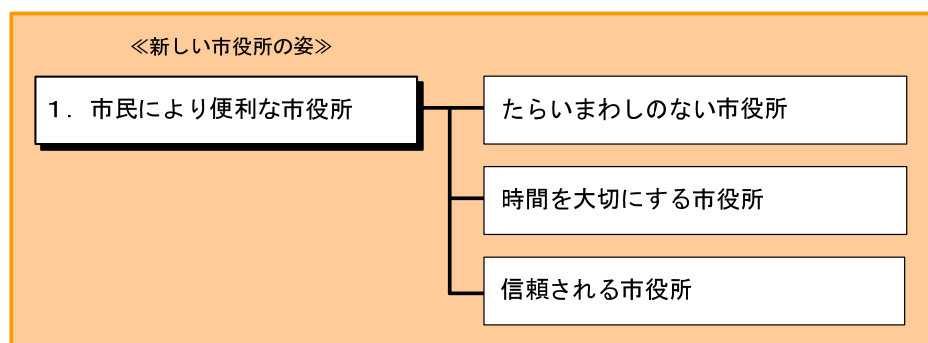 ≪新しい市役所の姿≫
１．市民により便利な市役所
たらいまわしのない市役所
時間を大切にする市役所
信頼される市役所